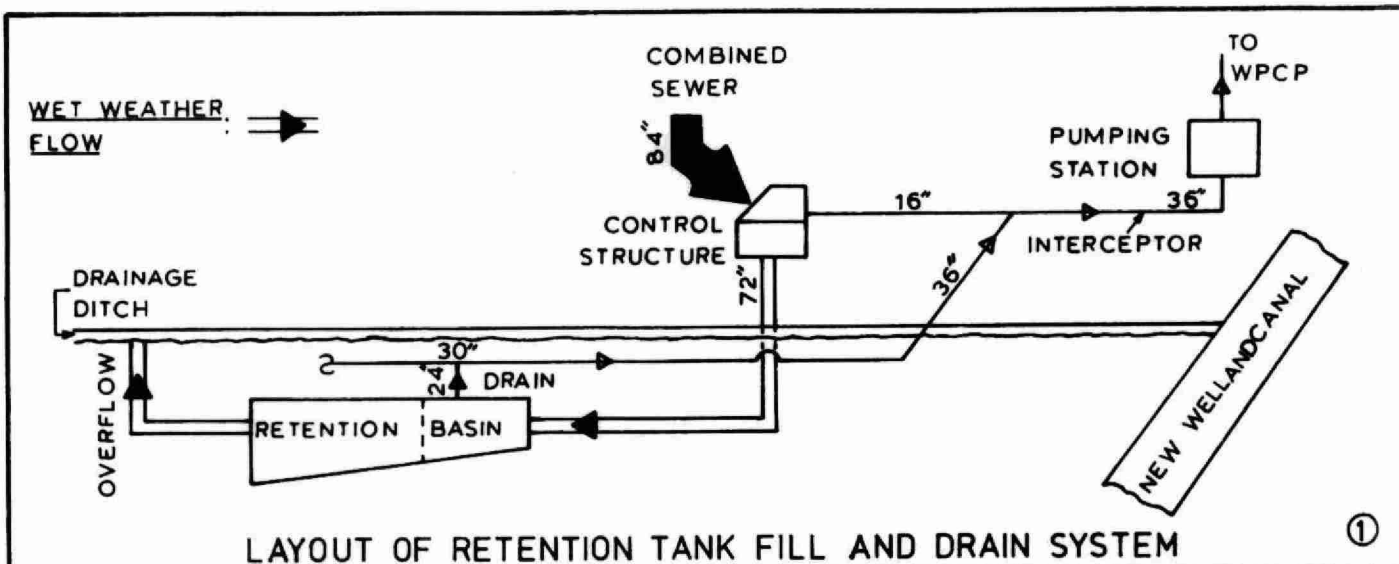 WET WEATHER
FLOW
:
COMBINED
SEWER
84"
TO
WPCP
PUMPING
STATION
CONTROL
STRUCTURE
16"
36"
INTERCEPTOR
36"
72"
DRAINAGE
DITCH
30"
24"
DRAIN
OVERFLOW
RETENTION BASIN
NEW WELLAND CANAL
LAYOUT OF RETENTION TANK FILL AND DRAIN SYSTEM
①